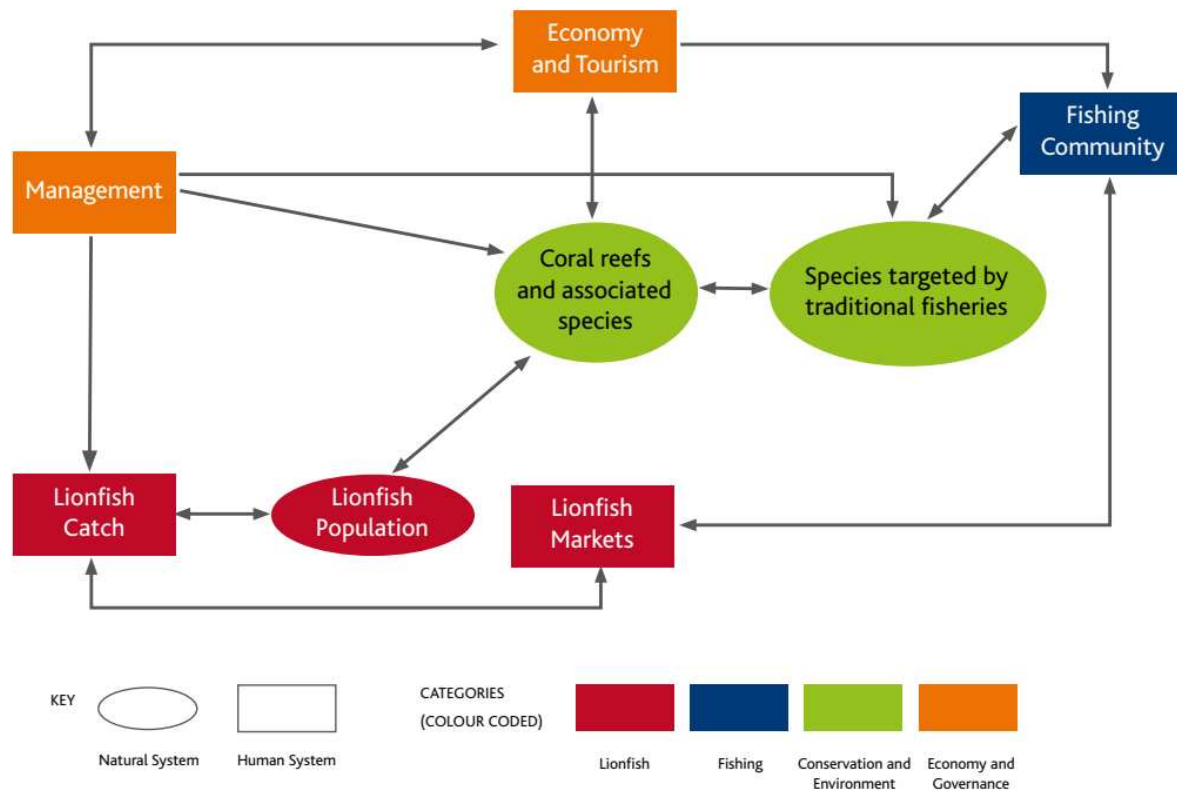 Economy
and Tourism
Fishing
Community
Management
Coral reefs
and associated
species
Species targeted by
traditional fisheries
Lionfish
Catch
Lionfish
Population
Lionfish
Markets
KEY
Natural System
Human System
CATEGORIES
(COLOUR CODED)
Lionfish
Fishing
Conservation and
Environment
Economy and
Governance